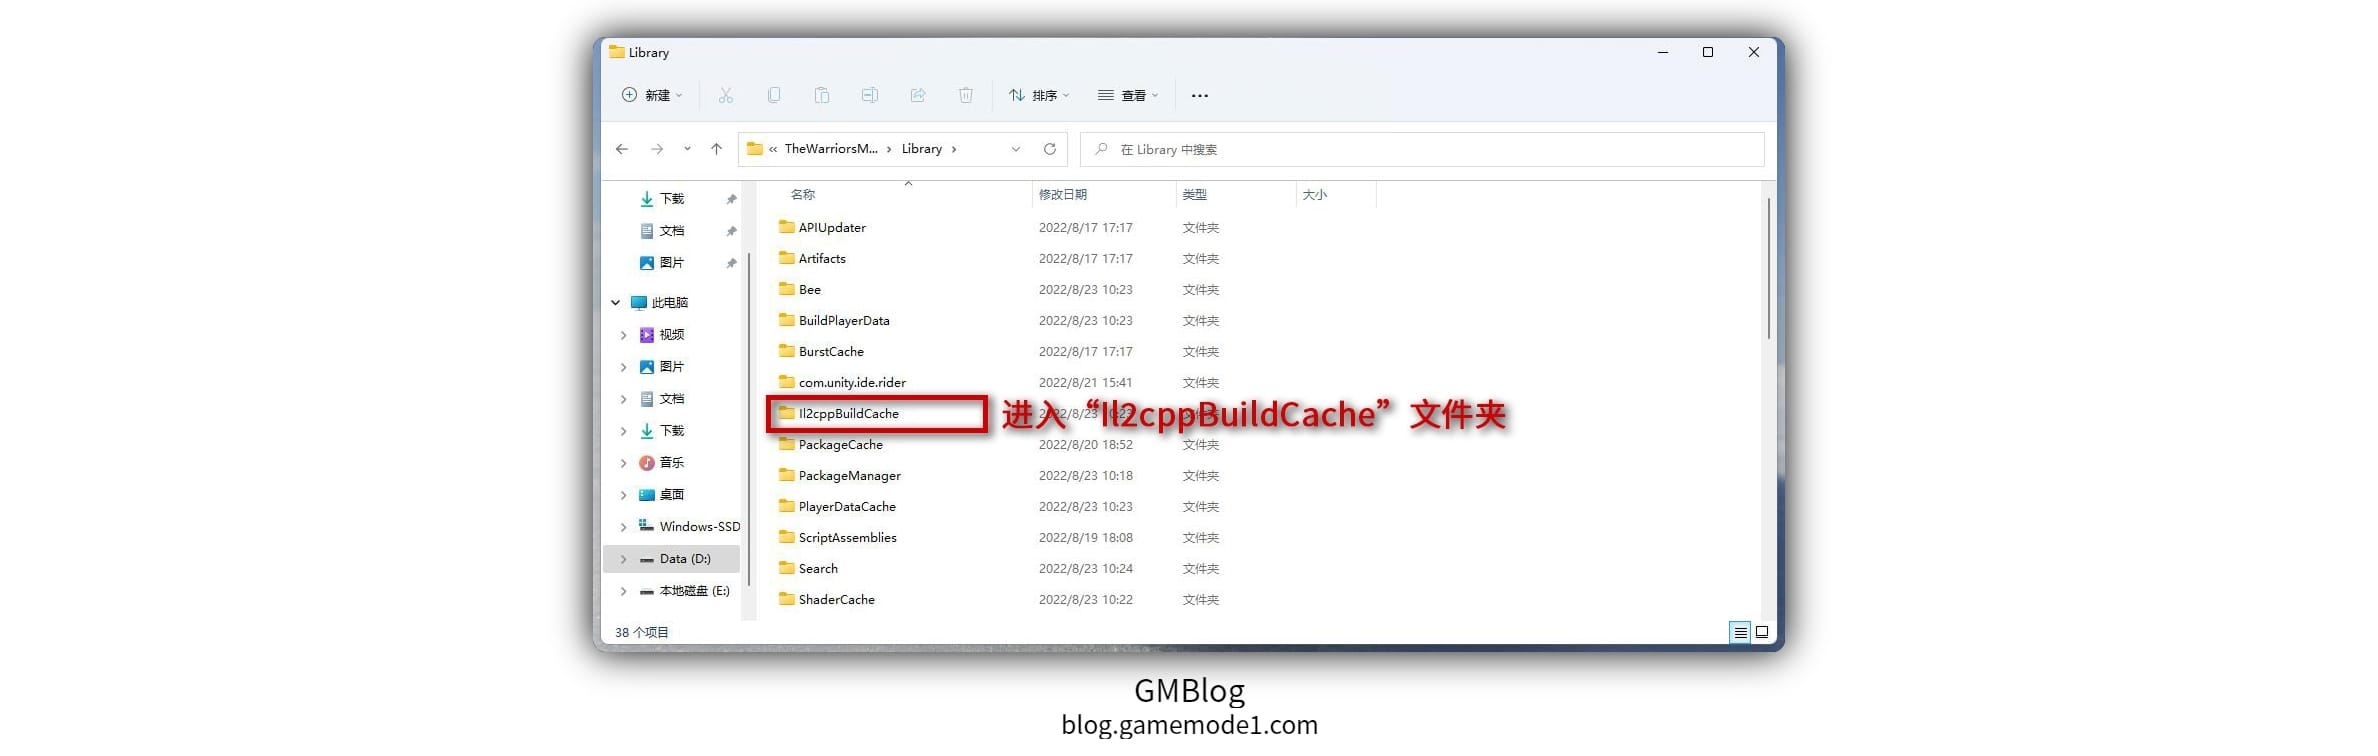 Library
新建
排序
查看
« TheWarriorsM... › Library ›
在 Library 中搜索
名称 修改日期 类型 大小
下载
文档
图片
此电脑
视频
图片
文档
下载
音乐
桌面
Windows-SSD
Data (D:)
本地磁盘 (E:)
APIUpdater 2022/8/17 17:17 文件夹
Artifacts 2022/8/17 17:17 文件夹
Bee 2022/8/23 10:23 文件夹
BuildPlayerData 2022/8/23 10:23 文件夹
BurstCache 2022/8/17 17:17 文件夹
com.unity.ide.rider 2022/8/21 15:41 文件夹
Il2cppBuildCache 2022/8/23 10:23 文件夹
进入“Il2cppBuildCache”文件夹
PackageCache 2022/8/20 18:52 文件夹
PackageManager 2022/8/23 10:18 文件夹
PlayerDataCache 2022/8/23 10:23 文件夹
ScriptAssemblies 2022/8/19 18:08 文件夹
Search 2022/8/23 10:24 文件夹
ShaderCache 2022/8/23 10:22 文件夹
38 个项目
GMBlog
blog.gamemode1.com